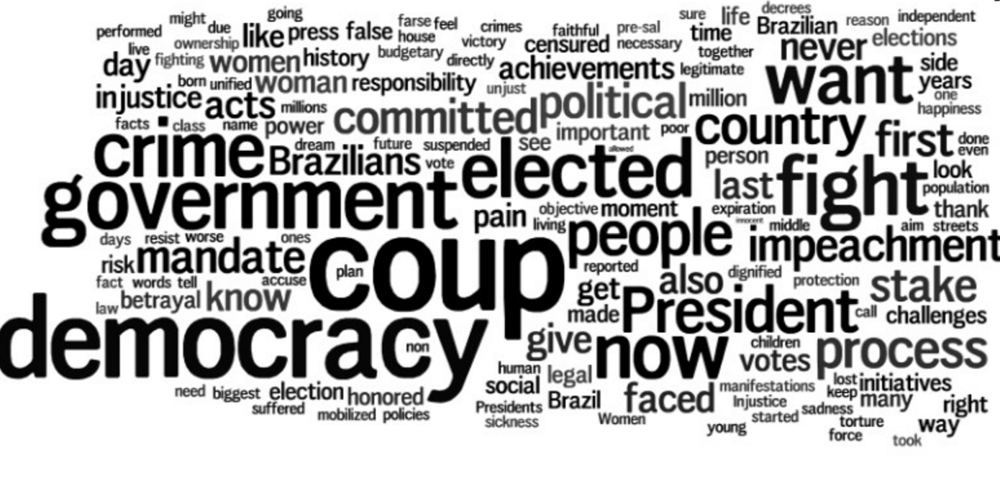 might due going
performed
ownership like press false farse feel
house crimes
victory faithful pre-sal
censured necessary
sure life decrees
time Brazilian reason independent
never elections
live
day fighting women history budgetary directly achievements legitimate together
want side
years
one
happiness
born unified woman responsibility unjust political million
injustice acts millions committed important poor country first done
even
facts class name power
crime dream future suspended see allowed person
Brazilians vote elected last fight look
population
government pain objective moment expiration thank
living people innocent middle aim streets
days resist worse ones
risk mandate coup impeachment
plan reported also dignified protection stake
fact words tell accuse get
law betrayal know made President call challenges
democracy non give now children votes process
human legal
social
need biggest election honored Presidents Brazil faced manifestations lost initiatives
keep many
suffered mobilized policies sickness Women Injustice sadness right
started torture way
young force took